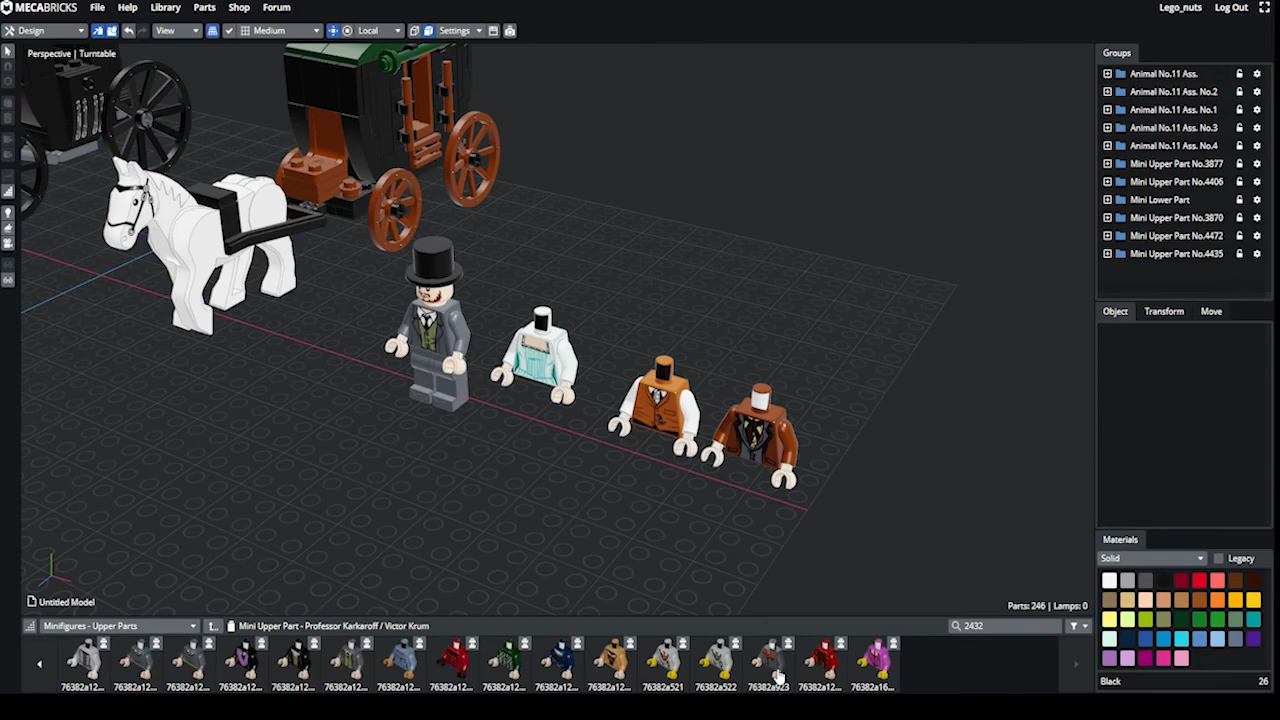 MECABRICKS File Help Library Parts Shop Forum Lego_nuts Log Out
Design View Medium Local Settings
Perspective | Turntable
Groups
Animal No.11 Ass.
Animal No.11 Ass. No.2
Animal No.11 Ass. No.1
Animal No.11 Ass. No.3
Animal No.11 Ass. No.4
Mini Upper Part No.3877
Mini Upper Part No.4406
Mini Lower Part
Mini Upper Part No.3870
Mini Upper Part No.4472
Mini Upper Part No.4435
Object Transform Move
Materials
Solid Legacy
Black 26
Untitled Model Parts: 246 | Lamps: 0
Minifigures - Upper Parts t... Mini Upper Part - Professor Karkaroff / Victor Krum 2432
76382a12... 76382a12... 76382a12... 76382a12... 76382a12... 76382a12... 76382a12... 76382a12... 76382a12... 76382a12... 76382a12... 76382a521 76382a522 76382a923 76382a12... 76382a16...